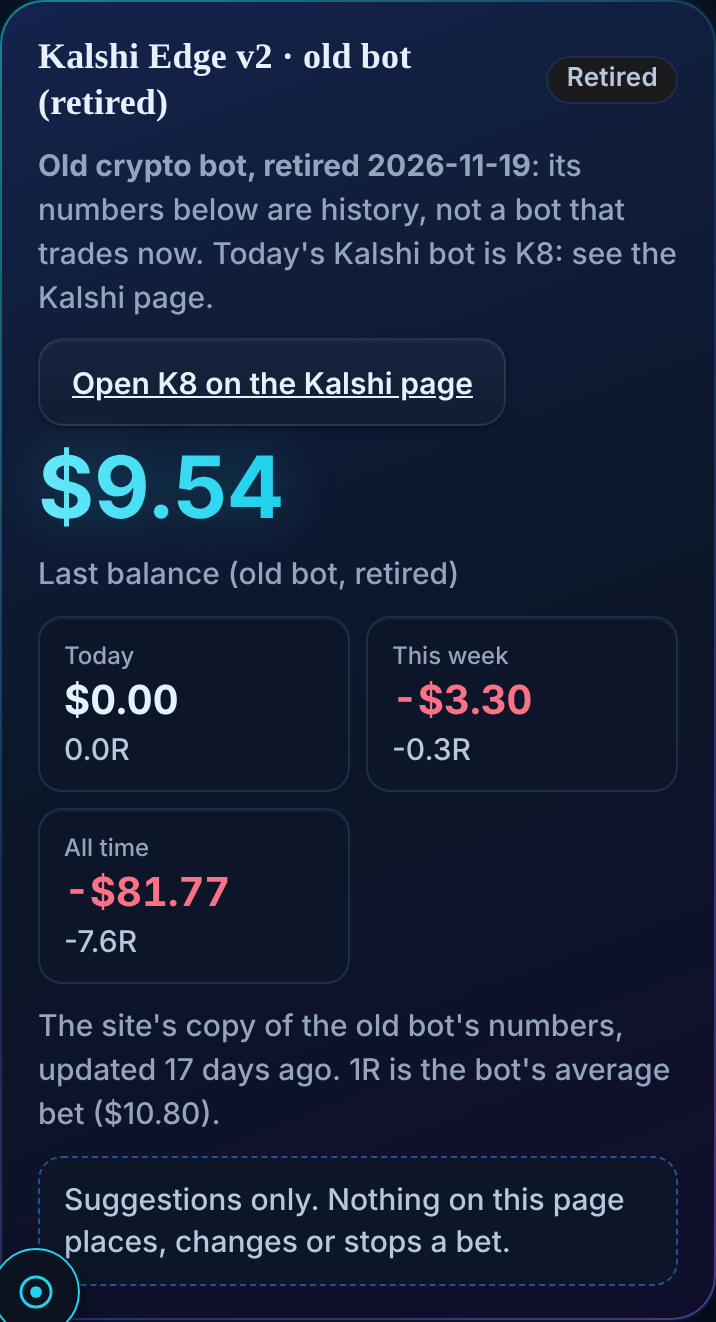 Kalshi Edge v2 · old bot
(retired)
Retired
Old crypto bot, retired 2026-11-19: its
numbers below are history, not a bot that
trades now. Today's Kalshi bot is K8: see the
Kalshi page.
Open K8 on the Kalshi page
$9.54
Last balance (old bot, retired)
Today
$0.00
0.0R
This week
-$3.30
-0.3R
All time
-$81.77
-7.6R
The site's copy of the old bot's numbers,
updated 17 days ago. 1R is the bot's average
bet ($10.80).
Suggestions only. Nothing on this page
places, changes or stops a bet.